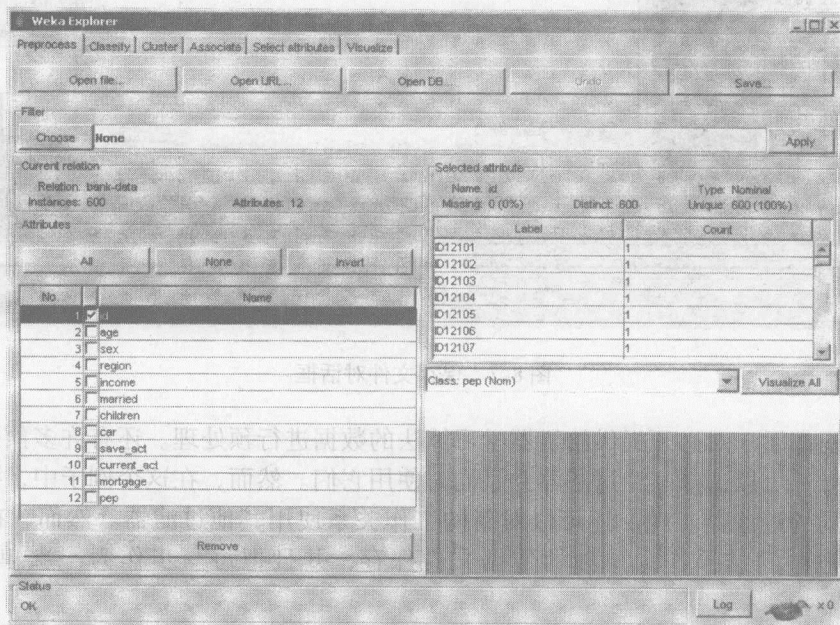 Weka Explorer
Preprocess Classify Cluster Associate Select attributes Visualize
Open file... Open URL... Open DB... Undo Save...
Filter
Choose None Apply
Current relation
Relation: bank-data
Instances: 600 Attributes: 12
Attributes
All None Invert
No. Name
1 id
2 age
3 sex
4 region
5 income
6 married
7 children
8 car
9 save_act
10 current_act
11 mortgage
12 pep
Remove
Selected attribute
Name: id Type: Nominal
Missing: 0 (0%) Distinct: 600 Unique: 600 (100%)
Label Count
ID12101 1
ID12102 1
ID12103 1
ID12104 1
ID12105 1
ID12106 1
ID12107 1
Class: pep (Nom) Visualize All
Status
OK
Log x 0